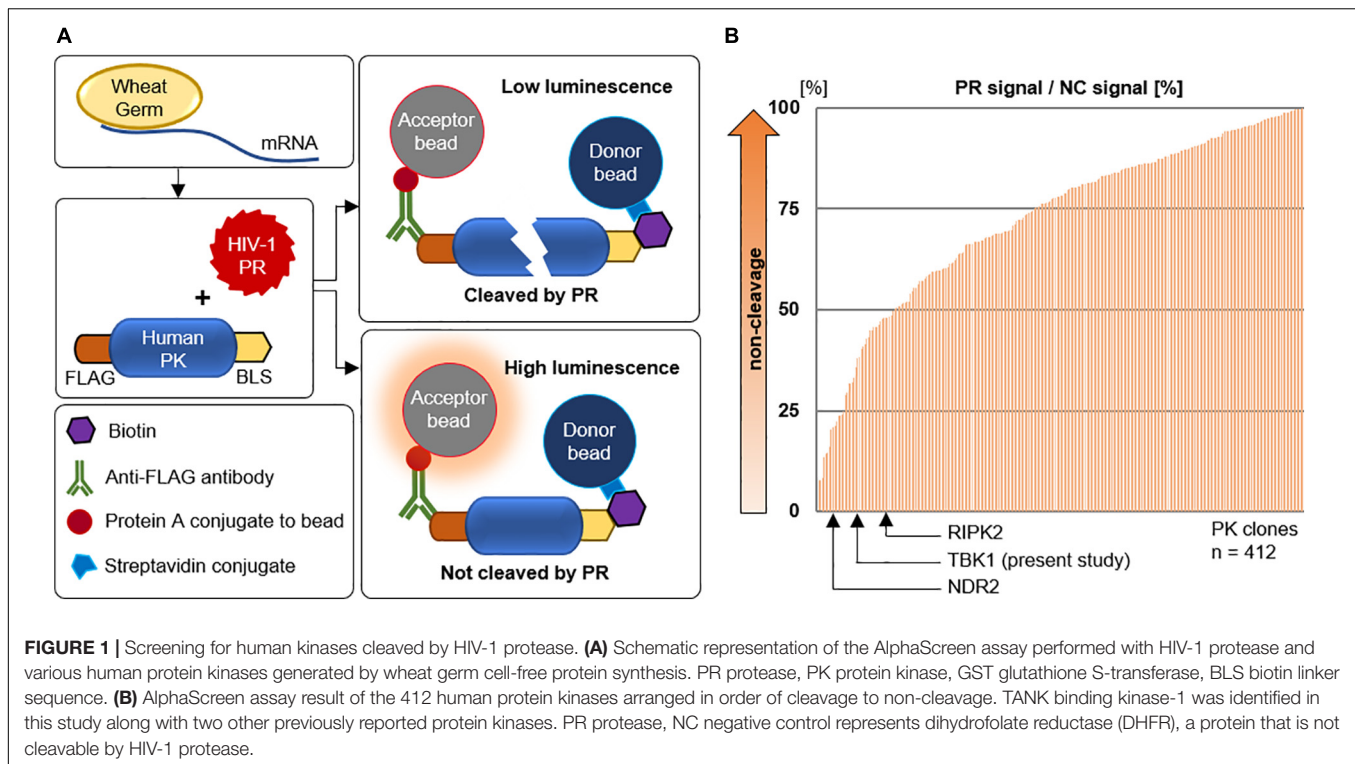 A
Wheat
Germ
mRNA
HIV-1
PR
+
Human
PK
FLAG
BLS
Biotin
Anti-FLAG antibody
Protein A conjugate to bead
Streptavidin conjugate
Low luminescence
Acceptor
bead
Donor
bead
Cleaved by PR
High luminescence
Acceptor
bead
Donor
bead
Not cleaved by PR
B
[%]
PR signal / NC signal [%]
100
75
50
25
0
non-cleavage
RIPK2
TBK1 (present study)
NDR2
PK clones
n = 412
FIGURE 1 | Screening for human kinases cleaved by HIV-1 protease. (A) Schematic representation of the AlphaScreen assay performed with HIV-1 protease and
various human protein kinases generated by wheat germ cell-free protein synthesis. PR protease, PK protein kinase, GST glutathione S-transferase, BLS biotin linker
sequence. (B) AlphaScreen assay result of the 412 human protein kinases arranged in order of cleavage to non-cleavage. TANK binding kinase-1 was identified in
this study along with two other previously reported protein kinases. PR protease, NC negative control represents dihydrofolate reductase (DHFR), a protein that is not
cleavable by HIV-1 protease.